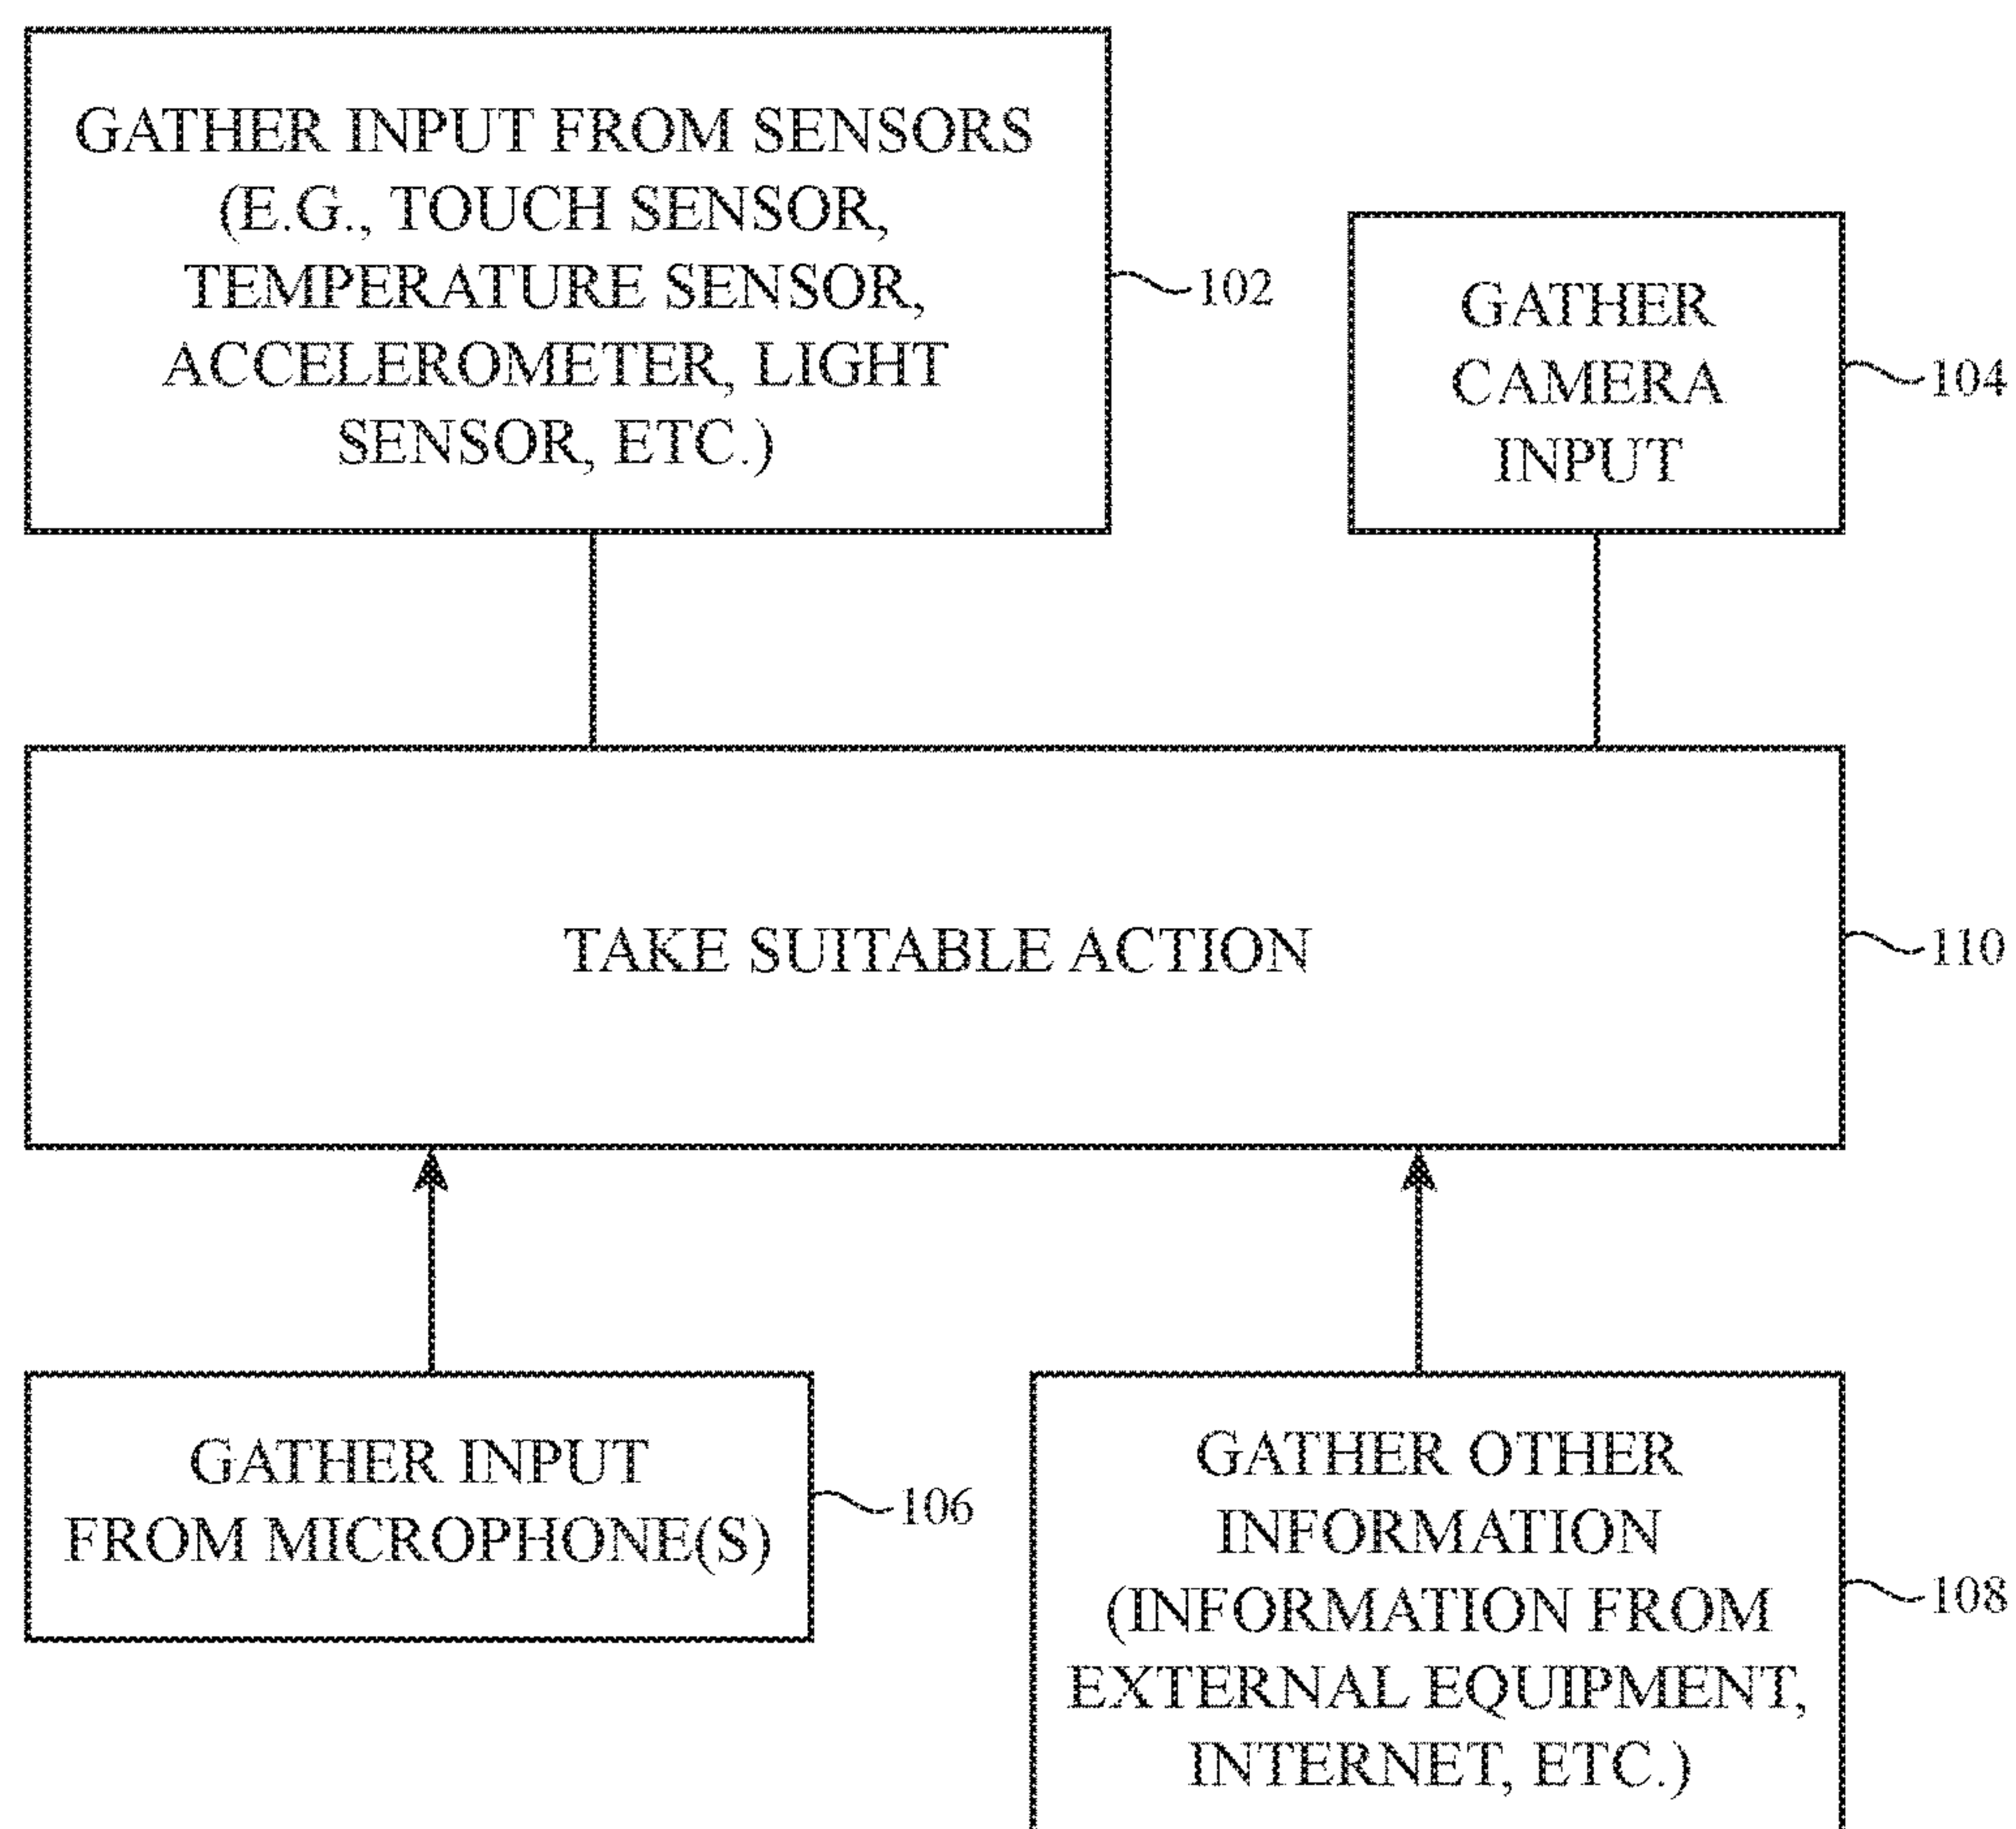 GATHER INPUT FROM SENSORS
(E.G., TOUCH SENSOR,
TEMPERATURE SENSOR,
ACCELEROMETER, LIGHT
SENSOR, ETC.)
102
GATHER
CAMERA
INPUT
104
TAKE SUITABLE ACTION
110
GATHER INPUT
FROM MICROPHONE(S)
106
GATHER OTHER
INFORMATION
(INFORMATION FROM
EXTERNAL EQUIPMENT,
INTERNET, ETC.)
108